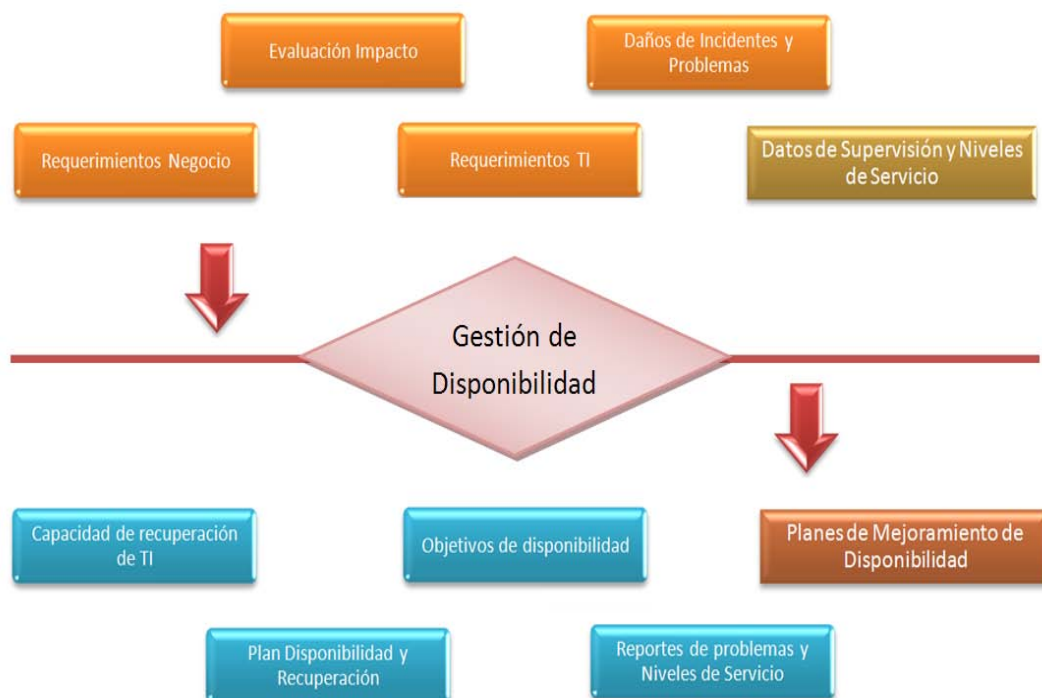 Evaluación Impacto
Daños de Incidentes y
Problemas
Requerimientos Negocio
Requerimientos TI
Datos de Supervisión y Niveles
de Servicio
Gestión de
Disponibilidad
Capacidad de recuperación
de TI
Objetivos de disponibilidad
Planes de Mejoramiento de
Disponibilidad
Plan Disponibilidad y
Recuperación
Reportes de problemas y
Niveles de Servicio